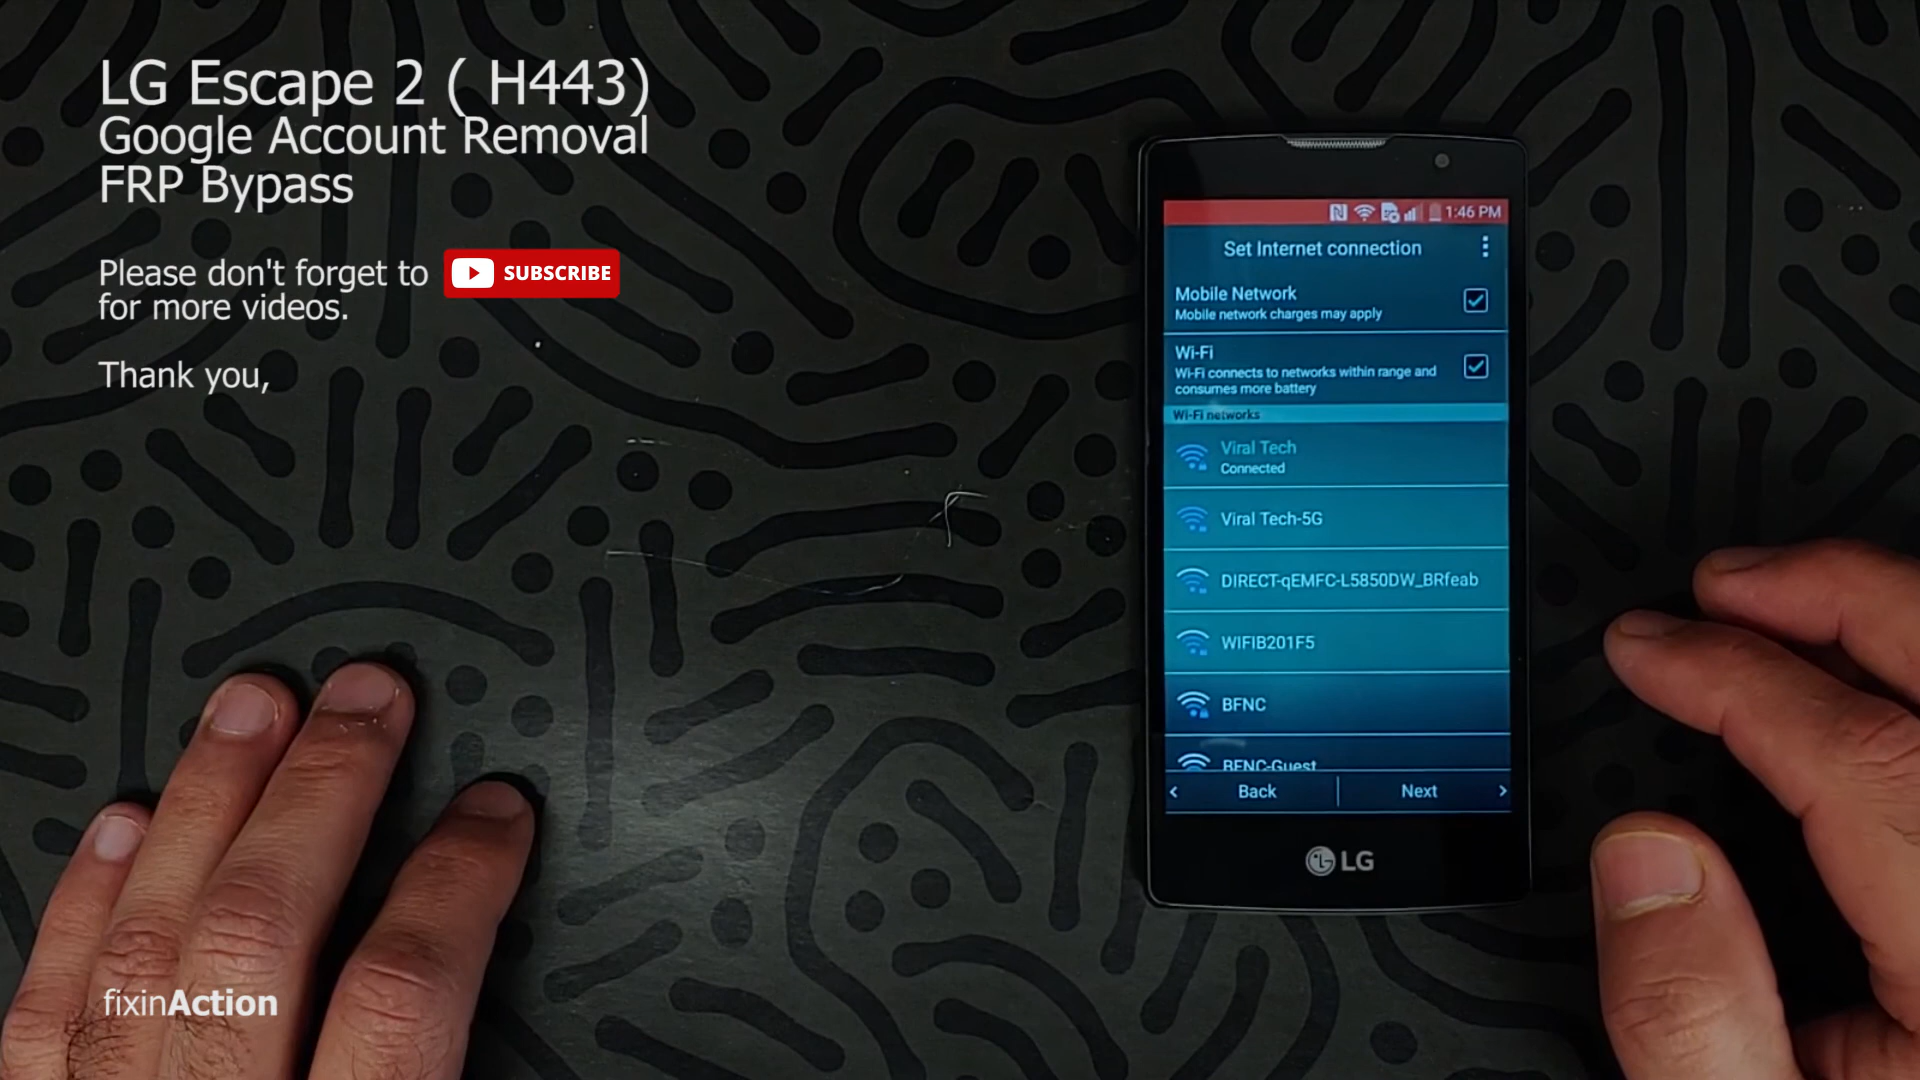 LG Escape 2 ( H443)
Google Account Removal
FRP Bypass
Please don't forget to SUBSCRIBE
for more videos.
Thank you,
1:46 PM
Set Internet connection
Mobile Network
Mobile network charges may apply
Wi-Fi
Wi-Fi connects to networks within range and
consumes more battery
Wi-Fi networks
Viral Tech
Connected
Viral Tech-5G
DIRECT-qEMFC-L5850DW_BRfeab
WIFIB201F5
BFNC
BFNC-Guest
< Back Next >
LG
fixinAction